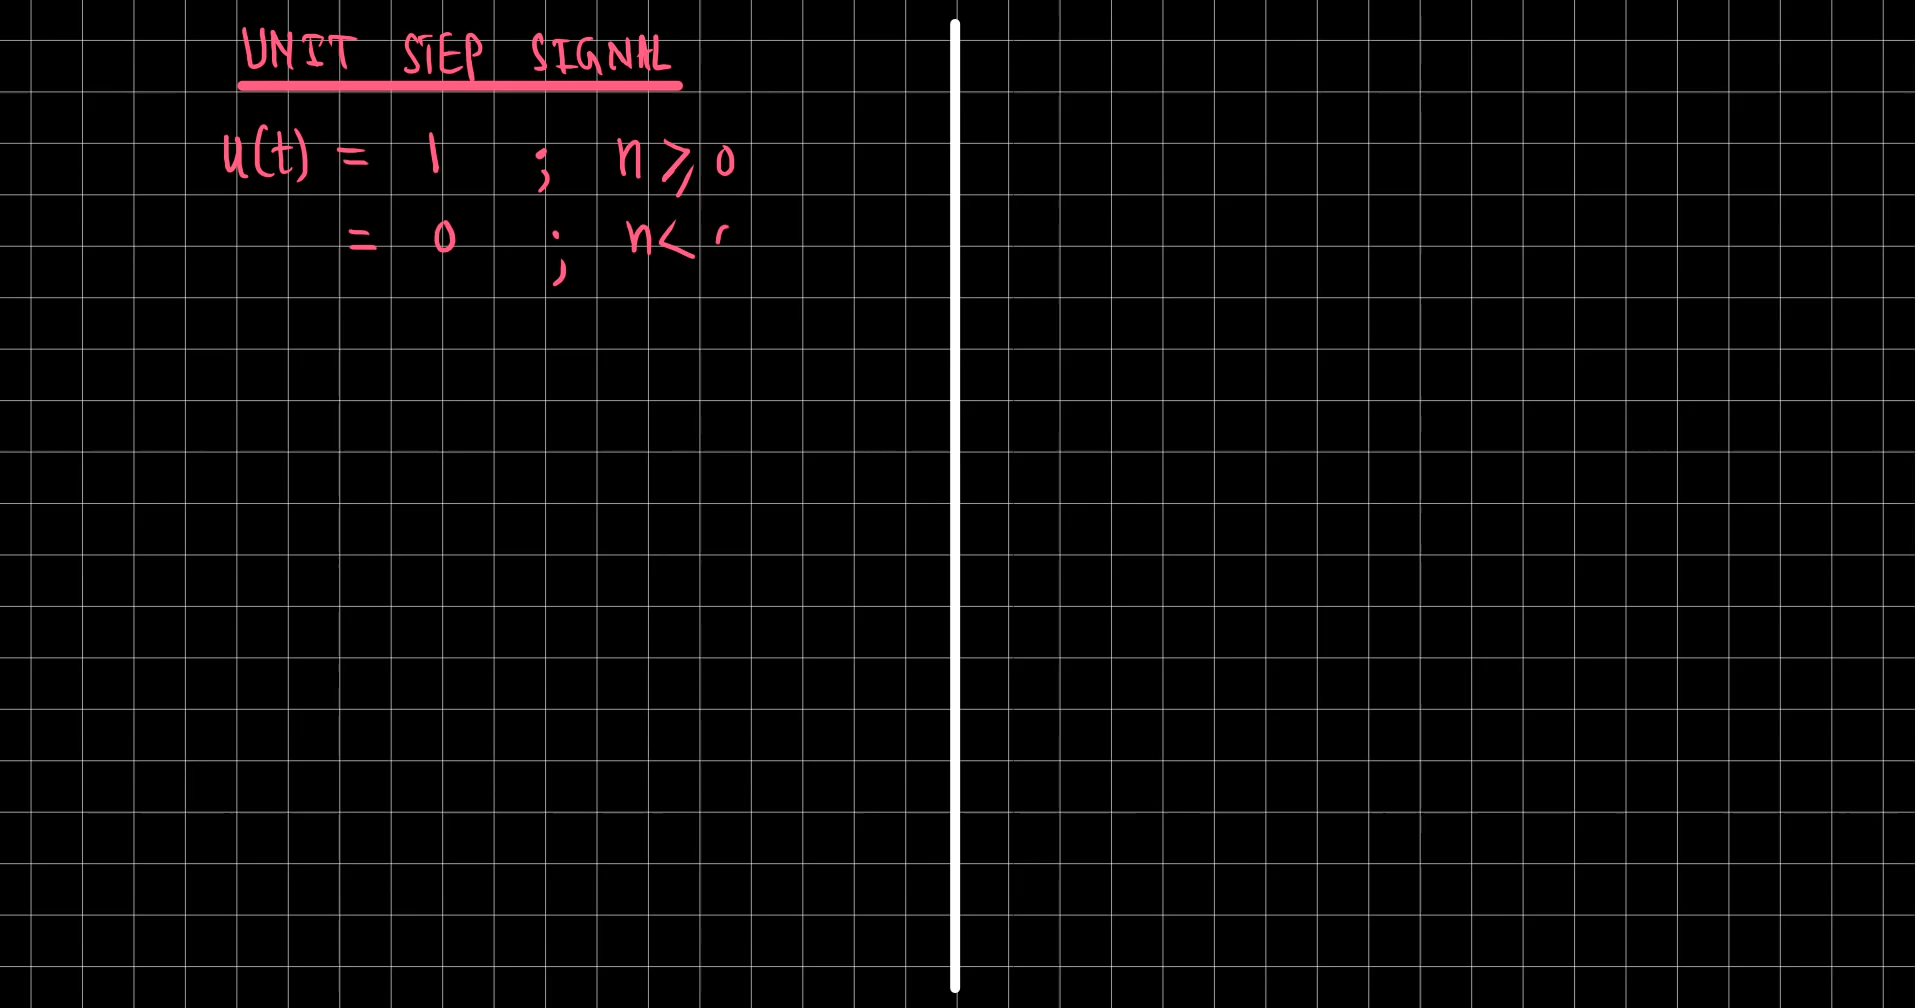 UNIT STEP SIGNAL
u(t) = 1 ; n ⩾ 0
= 0 ; n <